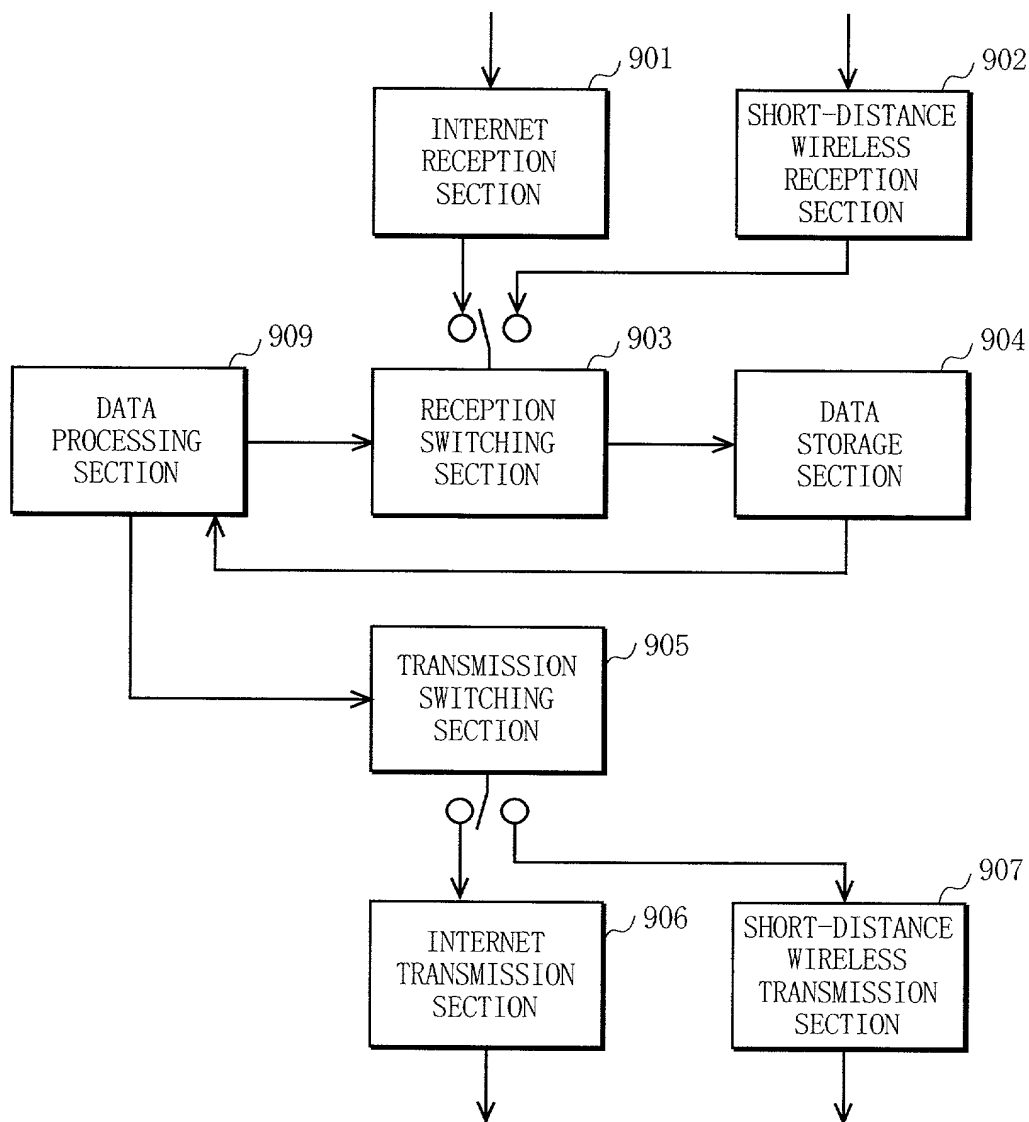 901
INTERNET
RECEPTION
SECTION
902
SHORT-DISTANCE
WIRELESS
RECEPTION
SECTION
909
DATA
PROCESSING
SECTION
903
RECEPTION
SWITCHING
SECTION
904
DATA
STORAGE
SECTION
905
TRANSMISSION
SWITCHING
SECTION
906
INTERNET
TRANSMISSION
SECTION
907
SHORT-DISTANCE
WIRELESS
TRANSMISSION
SECTION